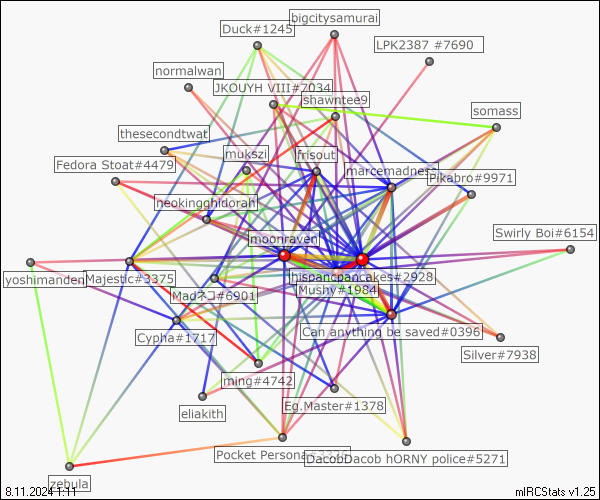 bigcitysamurai
Duck#1245
LPK2387 #7690
normalwan
JKOUYH VIII#7034
shawntee9
somass
thesecondtwat
mukszi
frisout
Fedora Stoat#4479
marcemadness
Pikabro#9971
neokingghidorah
moonraven
Swirly Boi#6154
yoshimanden
Majestic#3375
hispancpancakes#2928
Mushy#1984
Madネコ#6901
Cypha#1717
Can anything be saved#0396
Silver#7938
ming#4742
eliakith
Eg.Master#1378
Pocket Persona
DacobDacob hORNY police#5271
zebula
8.11.2024 1:11
mIRCStats v1.25